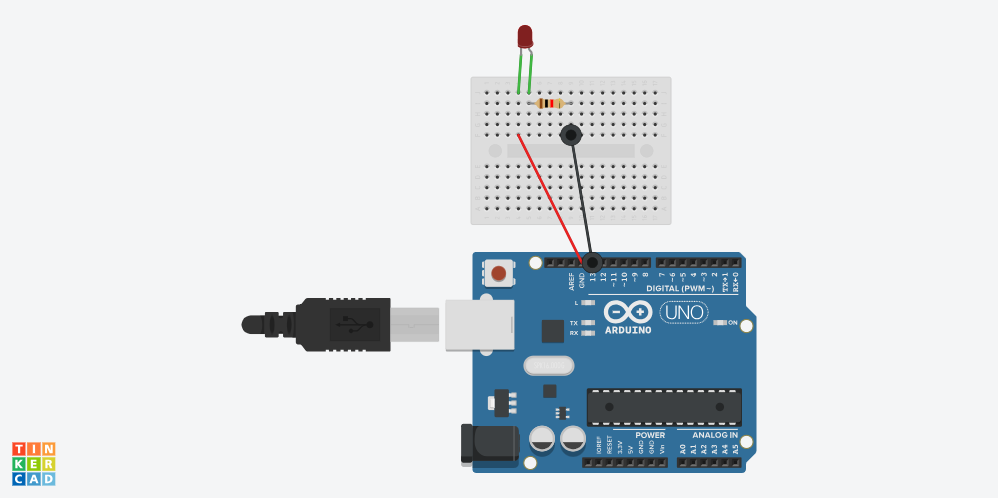 AREF
GND
13
12
~11
~10
~9
8
7
~6
~5
4
~3
2
TX→1
RX←0
DIGITAL (PWM~)
L
TX
RX
UNO
ARDUINO
ON
POWER
ANALOG IN
IOREF
RESET
3.3V
5V
GND
GND
Vin
A0
A1
A2
A3
A4
A5
TIN
KER
CAD